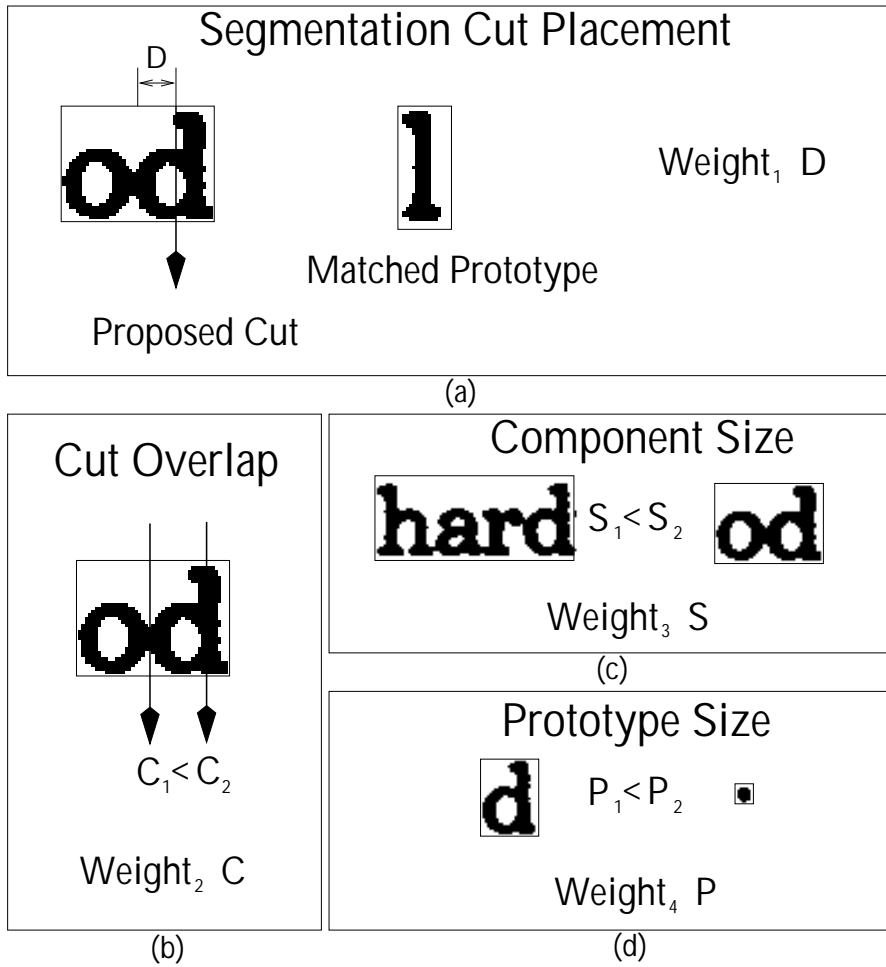 Segmentation Cut Placement
D
od
l
Weight₁ D
Matched Prototype
Proposed Cut
(a)
Cut Overlap
od
C₁< C₂
Weight₂ C
(b)
Component Size
hard S₁< S₂ od
Weight₃ S
(c)
Prototype Size
d P₁< P₂
Weight₄ P
(d)